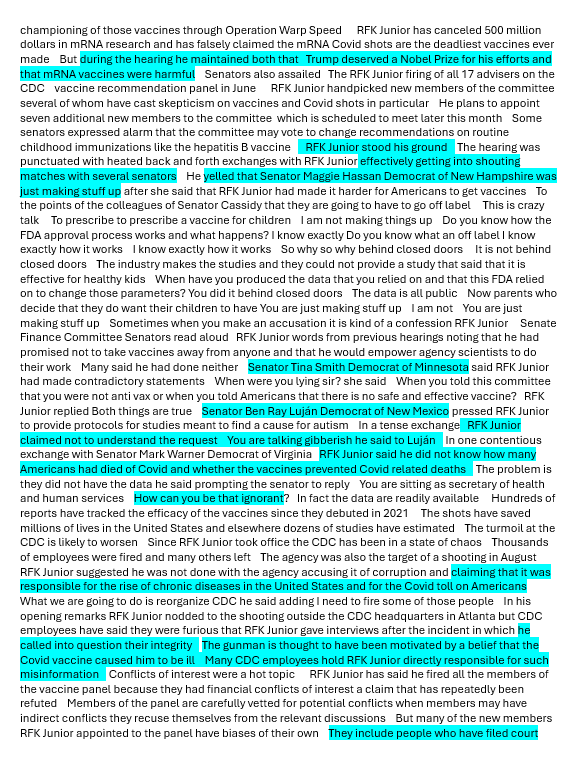 championing of those vaccines through Operation Warp Speed RFK Junior has canceled 500 million
dollars in mRNA research and has falsely claimed the mRNA Covid shots are the deadliest vaccines ever
made But during the hearing he maintained both that Trump deserved a Nobel Prize for his efforts and
that mRNA vaccines were harmful Senators also assailed The RFK Junior firing of all 17 advisers on the
CDC vaccine recommendation panel in June RFK Junior handpicked new members of the committee
several of whom have cast skepticism on vaccines and Covid shots in particular He plans to appoint
seven additional new members to the committee which is scheduled to meet later this month Some
senators expressed alarm that the committee may vote to change recommendations on routine
childhood immunizations like the hepatitis B vaccine RFK Junior stood his ground The hearing was
punctuated with heated back and forth exchanges with RFK Junior effectively getting into shouting
matches with several senators He yelled that Senator Maggie Hassan Democrat of New Hampshire was
just making stuff up after she said that RFK Junior had made it harder for Americans to get vaccines To
the points of the colleagues of Senator Cassidy that they are going to have to go off label This is crazy
talk To prescribe to prescribe a vaccine for children I am not making things up Do you know how the
FDA approval process works and what happens? I know exactly Do you know what an off label I know
exactly how it works I know exactly how it works So why so why behind closed doors It is not behind
closed doors The industry makes the studies and they could not provide a study that said that it is
effective for healthy kids When have you produced the data that you relied on and that this FDA relied
on to change those parameters? You did it behind closed doors The data is all public Now parents who
decide that they do want their children to have You are just making stuff up I am not You are just
making stuff up Sometimes when you make an accusation it is kind of a confession RFK Junior Senate
Finance Committee Senators read aloud RFK Junior words from previous hearings noting that he had
promised not to take vaccines away from anyone and that he would empower agency scientists to do
their work Many said he had done neither Senator Tina Smith Democrat of Minnesota said RFK Junior
had made contradictory statements When were you lying sir? she said When you told this committee
that you were not anti vax or when you told Americans that there is no safe and effective vaccine? RFK
Junior replied Both things are true Senator Ben Ray Luján Democrat of New Mexico pressed RFK Junior
to provide protocols for studies meant to find a cause for autism In a tense exchange RFK Junior
claimed not to understand the request You are talking gibberish he said to Luján In one contentious
exchange with Senator Mark Warner Democrat of Virginia RFK Junior said he did not know how many
Americans had died of Covid and whether the vaccines prevented Covid related deaths The problem is
they did not have the data he said prompting the senator to reply You are sitting as secretary of health
and human services How can you be that ignorant? In fact the data are readily available Hundreds of
reports have tracked the efficacy of the vaccines since they debuted in 2021 The shots have saved
millions of lives in the United States and elsewhere dozens of studies have estimated The turmoil at the
CDC is likely to worsen Since RFK Junior took office the CDC has been in a state of chaos Thousands
of employees were fired and many others left The agency was also the target of a shooting in August
RFK Junior suggested he was not done with the agency accusing it of corruption and claiming that it was
responsible for the rise of chronic diseases in the United States and for the Covid toll on Americans
What we are going to do is reorganize CDC he said adding I need to fire some of those people In his
opening remarks RFK Junior nodded to the shooting outside the CDC headquarters in Atlanta but CDC
employees have said they were furious that RFK Junior gave interviews after the incident in which he
called into question their integrity The gunman is thought to have been motivated by a belief that the
Covid vaccine caused him to be ill Many CDC employees hold RFK Junior directly responsible for such
misinformation Conflicts of interest were a hot topic RFK Junior has said he fired all the members of
the vaccine panel because they had financial conflicts of interest a claim that has repeatedly been
refuted Members of the panel are carefully vetted for potential conflicts when members may have
indirect conflicts they recuse themselves from the relevant discussions But many of the new members
RFK Junior appointed to the panel have biases of their own They include people who have filed court